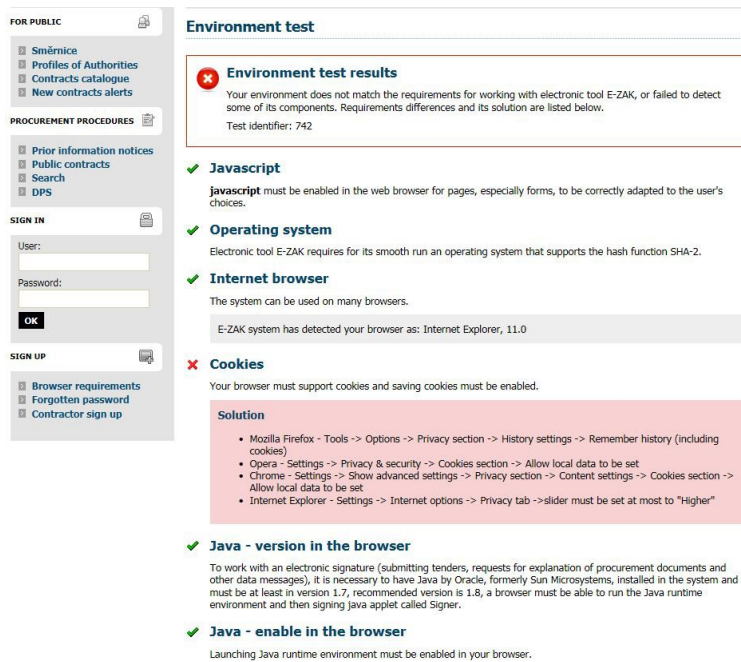 FOR PUBLIC
Směrnice
Profiles of Authorities
Contracts catalogue
New contracts alerts
PROCUREMENT PROCEDURES
Prior information notices
Public contracts
Search
DPS
SIGN IN
User:
Password:
OK
SIGN UP
Browser requirements
Forgotten password
Contractor sign up
Environment test
Environment test results
Your environment does not match the requirements for working with electronic tool E-ZAK, or failed to detect
some of its components. Requirements differences and its solution are listed below.
Test identifier: 742
Javascript
javascript must be enabled in the web browser for pages, especially forms, to be correctly adapted to the user's
choices.
Operating system
Electronic tool E-ZAK requires for its smooth run an operating system that supports the hash function SHA-2.
Internet browser
The system can be used on many browsers.
E-ZAK system has detected your browser as: Internet Explorer, 11.0
Cookies
Your browser must support cookies and saving cookies must be enabled.
Solution
• Mozilla Firefox - Tools -> Options -> Privacy section -> History settings -> Remember history (including
cookies)
• Opera - Settings -> Privacy & security -> Cookies section -> Allow local data to be set
• Chrome - Settings -> Show advanced settings -> Privacy section -> Content settings -> Cookies section ->
Allow local data to be set
• Internet Explorer - Settings -> Internet options -> Privacy tab ->slider must be set at most to "Higher"
Java - version in the browser
To work with an electronic signature (submitting tenders, requests for explanation of procurement documents and
other data messages), it is necessary to have Java by Oracle, formerly Sun Microsystems, installed in the system and
must be at least in version 1.7, recommended version is 1.8, a browser must be able to run the Java runtime
environment and then signing java applet called Signer.
Java - enable in the browser
Launching Java runtime environment must be enabled in your browser.